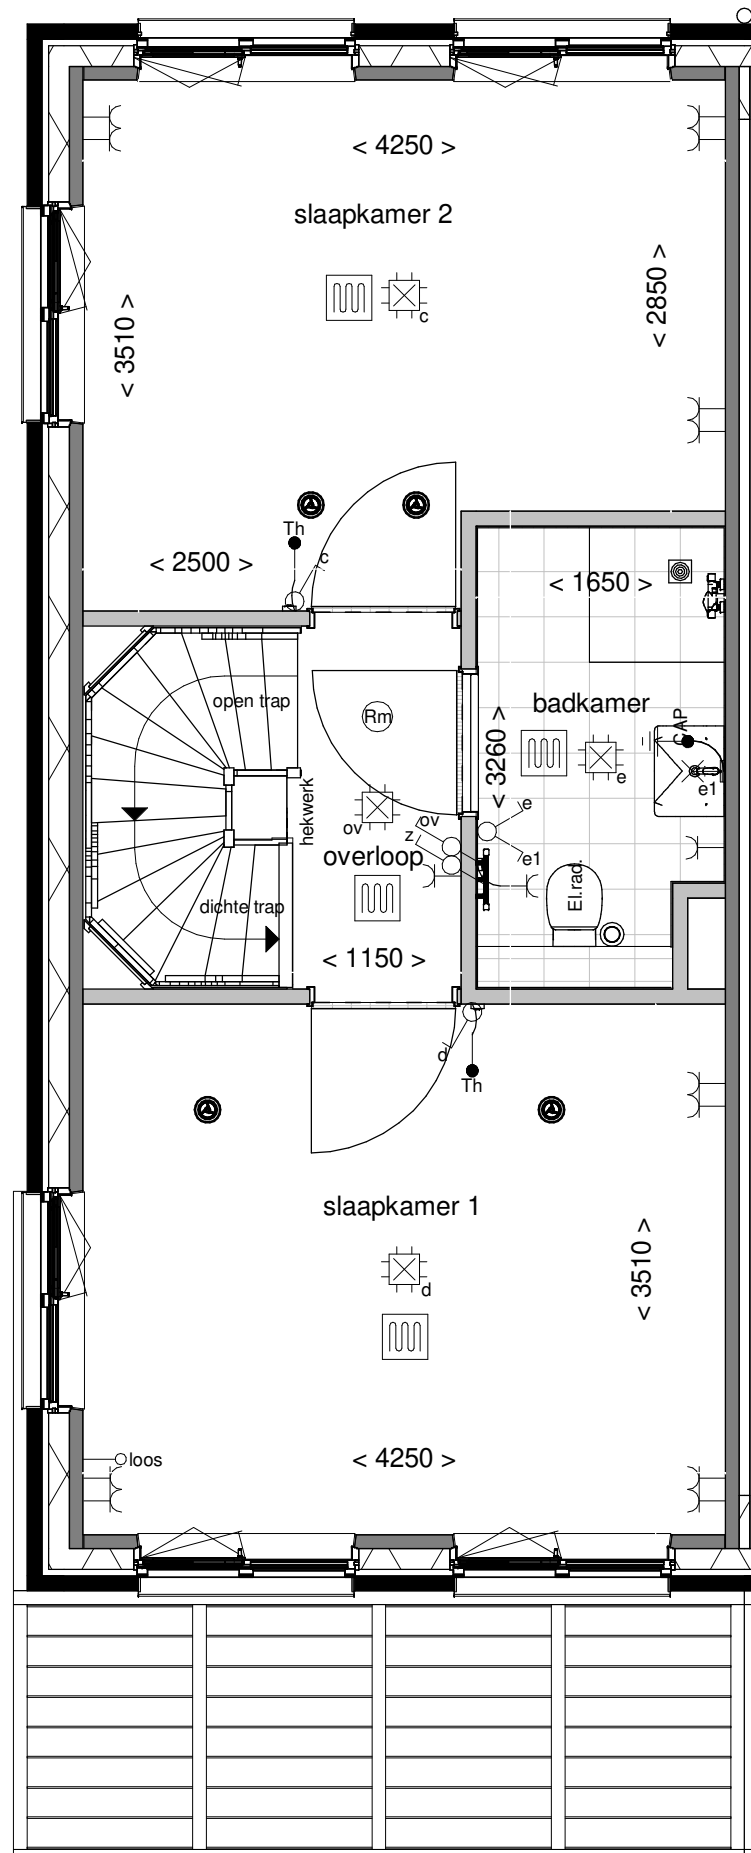 < 4250 >
slaapkamer 2
< 2850 >
< 3510 >
c
Th
c
< 2500 >
< 1650 >
open trap
Rm
badkamer
AP
C
< 3260 >
e
e1
hekwerk
ov
ov
e
z
e1
overloop
dichte trap
El.rad.
< 1150 >
d
Th
slaapkamer 1
< 3510 >
d
< 4250 >
loos